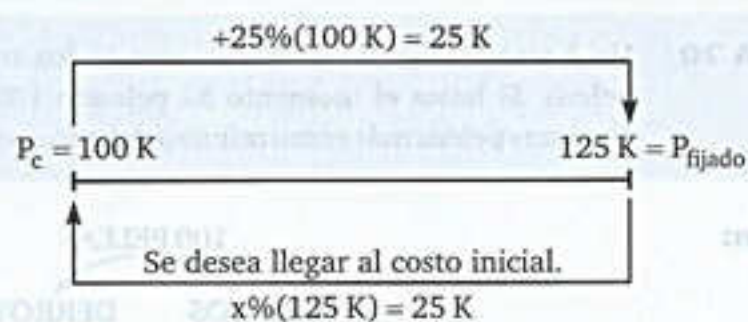 +25%(100 K) = 25 K
P_c = 100 K 125 K = P_fijado
Se desea llegar al costo inicial.
x%(125 K) = 25 K